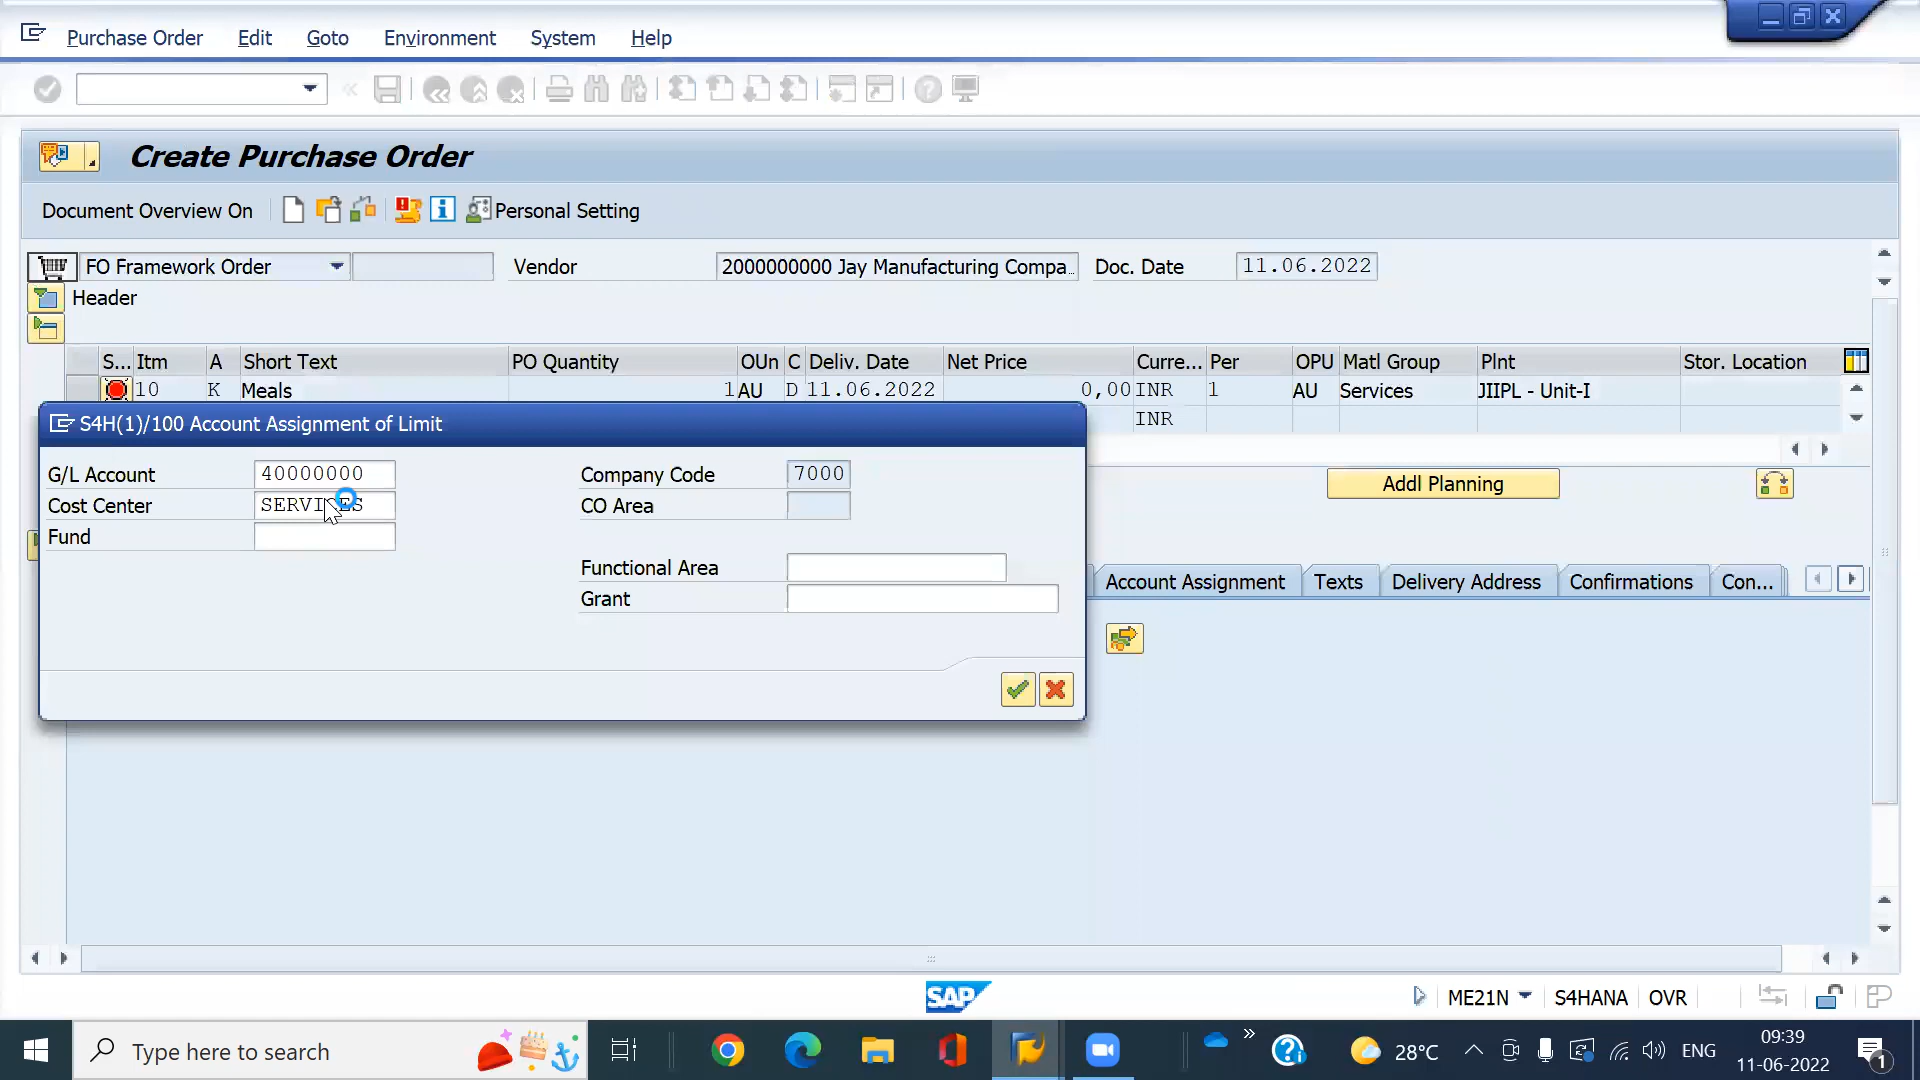 Purchase Order Edit Goto Environment System Help
Create Purchase Order
Document Overview On Personal Setting
FO Framework Order Vendor 2000000000 Jay Manufacturing Compa.. Doc. Date 11.06.2022
Header
S... Itm A Short Text PO Quantity OUn C Deliv. Date Net Price Curre... Per OPU Matl Group Plnt Stor. Location
10 K Meals 1 AU D 11.06.2022 0,00 INR 1 AU Services JIIPL - Unit-I
INR
S4H(1)/100 Account Assignment of Limit
G/L Account 40000000 Company Code 7000
Cost Center SERVICES CO Area
Fund
Functional Area
Grant
Addl Planning
Account Assignment Texts Delivery Address Confirmations Con...
SAP ME21N S4HANA OVR
Type here to search 28°C ENG 09:39
11-06-2022 1